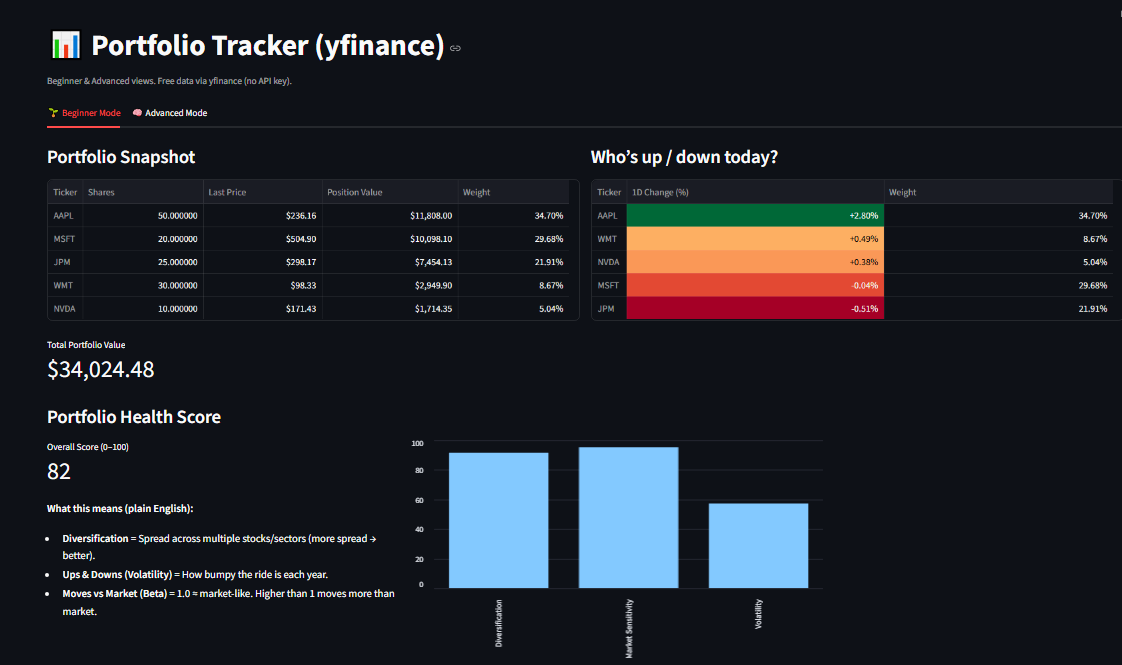 Portfolio Tracker (yfinance)
Beginner & Advanced views. Free data via yfinance (no API key).
Beginner Mode Advanced Mode
Portfolio Snapshot
Ticker Shares Last Price Position Value Weight
AAPL 50.000000 $236.16 $11,808.00 34.70%
MSFT 20.000000 $504.90 $10,098.10 29.68%
JPM 25.000000 $298.17 $7,454.13 21.91%
WMT 30.000000 $98.33 $2,949.90 8.67%
NVDA 10.000000 $171.43 $1,714.35 5.04%
Who's up / down today?
Ticker 1D Change (%) Weight
AAPL +2.80% 34.70%
WMT +0.49% 8.67%
NVDA +0.38% 5.04%
MSFT -0.04% 29.68%
JPM -0.51% 21.91%
Total Portfolio Value
$34,024.48
Portfolio Health Score
Overall Score (0–100)
82
What this means (plain English):
• Diversification = Spread across multiple stocks/sectors (more spread →
better).
• Ups & Downs (Volatility) = How bumpy the ride is each year.
• Moves vs Market (Beta) = 1.0 ≈ market-like. Higher than 1 moves more than
market.
100
80
60
40
20
0
Diversification
Market Sensitivity
Volatility